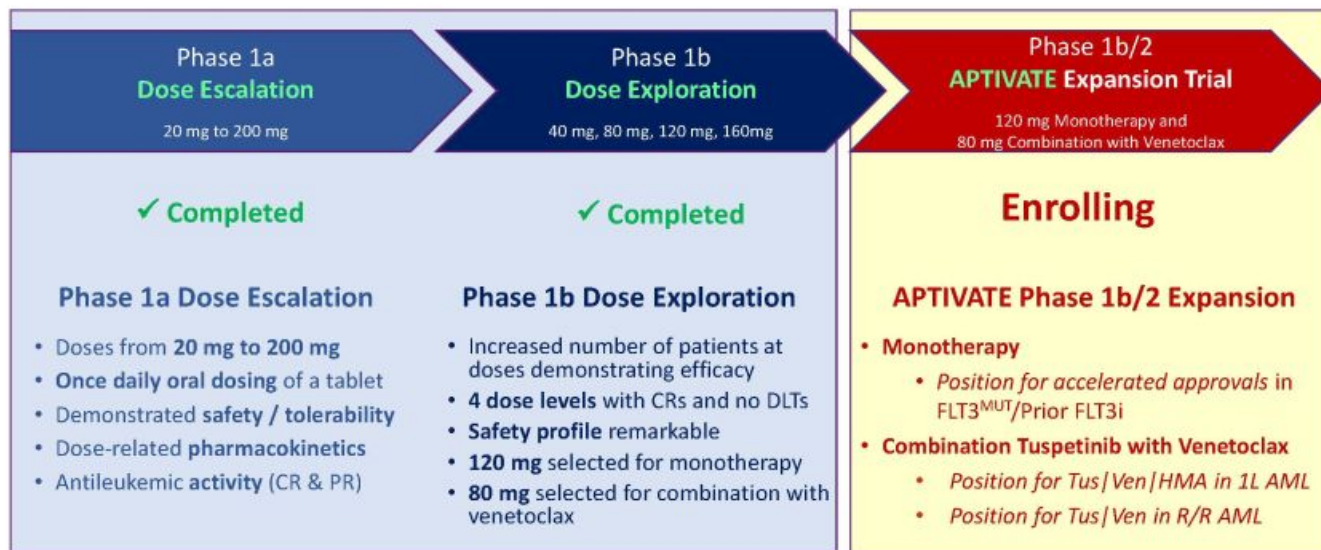 Phase 1a
Dose Escalation
20 mg to 200 mg
Phase 1b
Dose Exploration
40 mg, 80 mg, 120 mg, 160mg
Phase 1b/2
APTIVATE Expansion Trial
120 mg Monotherapy and
80 mg Combination with Venetoclax
✓ Completed
✓ Completed
Enrolling
Phase 1a Dose Escalation
• Doses from 20 mg to 200 mg
• Once daily oral dosing of a tablet
• Demonstrated safety / tolerability
• Dose-related pharmacokinetics
• Antileukemic activity (CR & PR)
Phase 1b Dose Exploration
• Increased number of patients at
doses demonstrating efficacy
• 4 dose levels with CRs and no DLTs
• Safety profile remarkable
• 120 mg selected for monotherapy
• 80 mg selected for combination with
venetoclax
APTIVATE Phase 1b/2 Expansion
• Monotherapy
• Position for accelerated approvals in
FLT3MUT/Prior FLT3i
• Combination Tuspetinib with Venetoclax
• Position for Tus|Ven|HMA in 1L AML
• Position for Tus|Ven in R/R AML